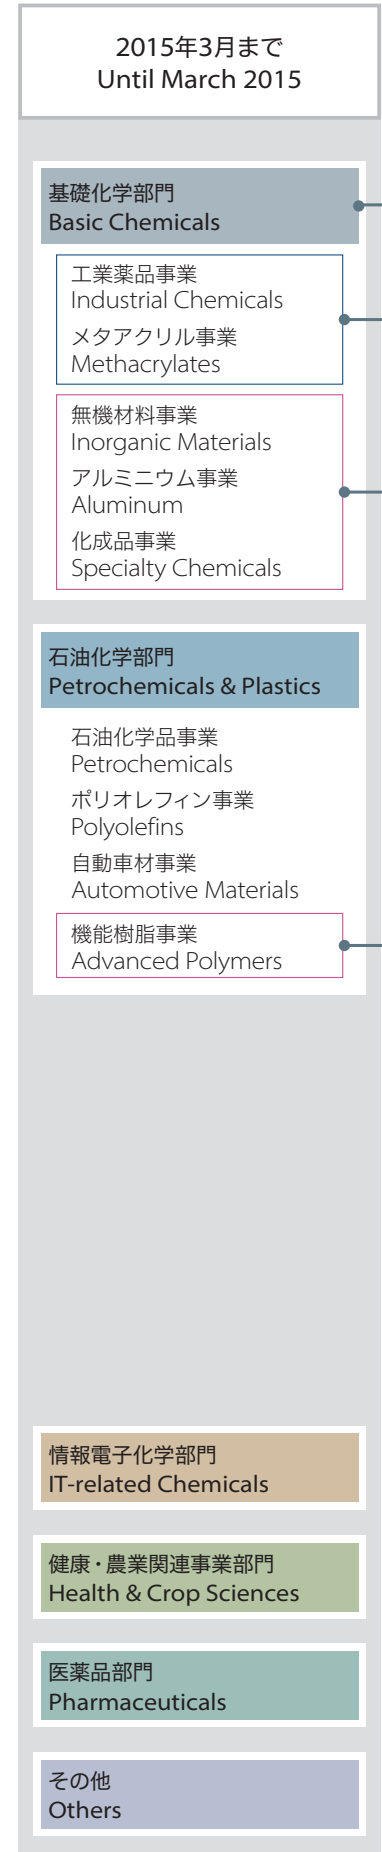 2015年3月まで
Until March 2015
基礎化学部門
Basic Chemicals
工業薬品事業
Industrial Chemicals
メタアクリル事業
Methacrylates
無機材料事業
Inorganic Materials
アルミニウム事業
Aluminum
化成品事業
Specialty Chemicals
石油化学部門
Petrochemicals & Plastics
石油化学品事業
Petrochemicals
ポリオレフィン事業
Polyolefins
自動車材事業
Automotive Materials
機能樹脂事業
Advanced Polymers
情報電子化学部門
IT-related Chemicals
健康・農業関連事業部門
Health & Crop Sciences
医薬品部門
Pharmaceuticals
その他
Others